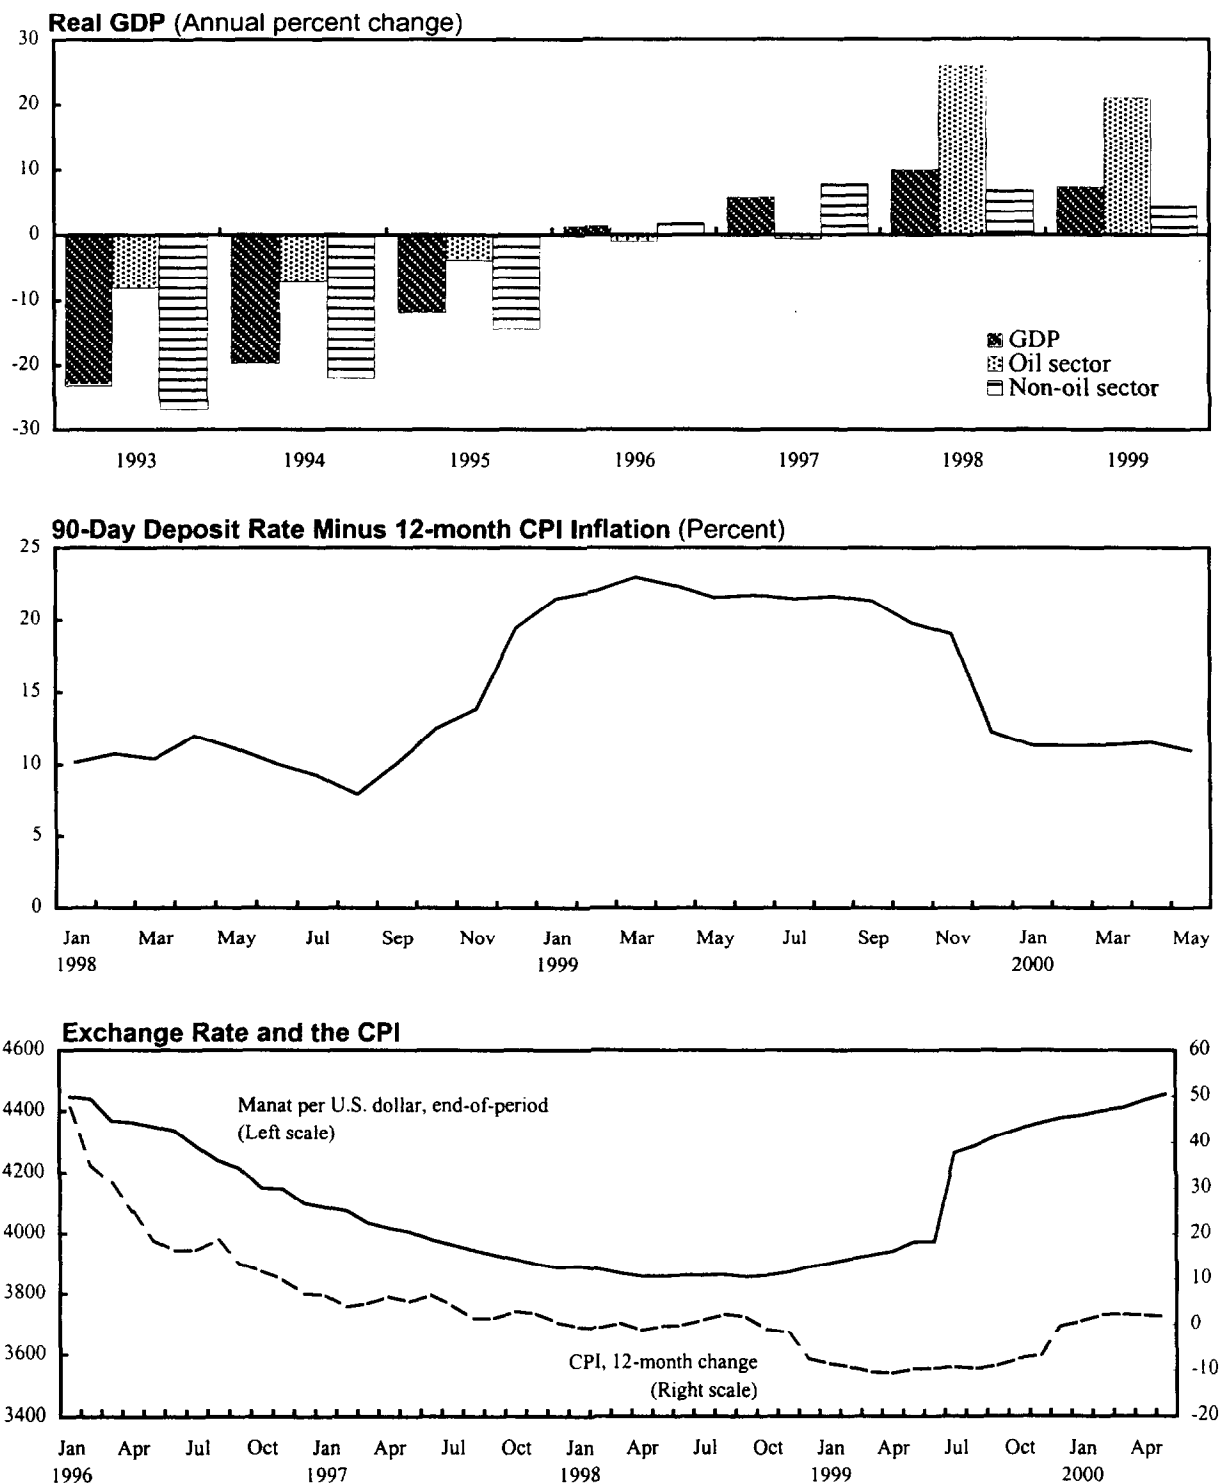 Real GDP (Annual percent change)
30
20
10
0
-10
-20
-30
GDP
Oil sector
Non-oil sector
1993 1994 1995 1996 1997 1998 1999
90-Day Deposit Rate Minus 12-month CPI Inflation (Percent)
25
20
15
10
5
0
Jan Mar May Jul Sep Nov Jan Mar May Jul Sep Nov Jan Mar May
1998 1999 2000
Exchange Rate and the CPI
4600 60
4400 50
4200 40
4000 30
3800 20
3600 10
3400 0
-10
-20
Manat per U.S. dollar, end-of-period
(Left scale)
CPI, 12-month change
(Right scale)
Jan Apr Jul Oct Jan Apr Jul Oct Jan Apr Jul Oct Jan Apr Jul Oct Jan Apr
1996 1997 1998 1999 2000